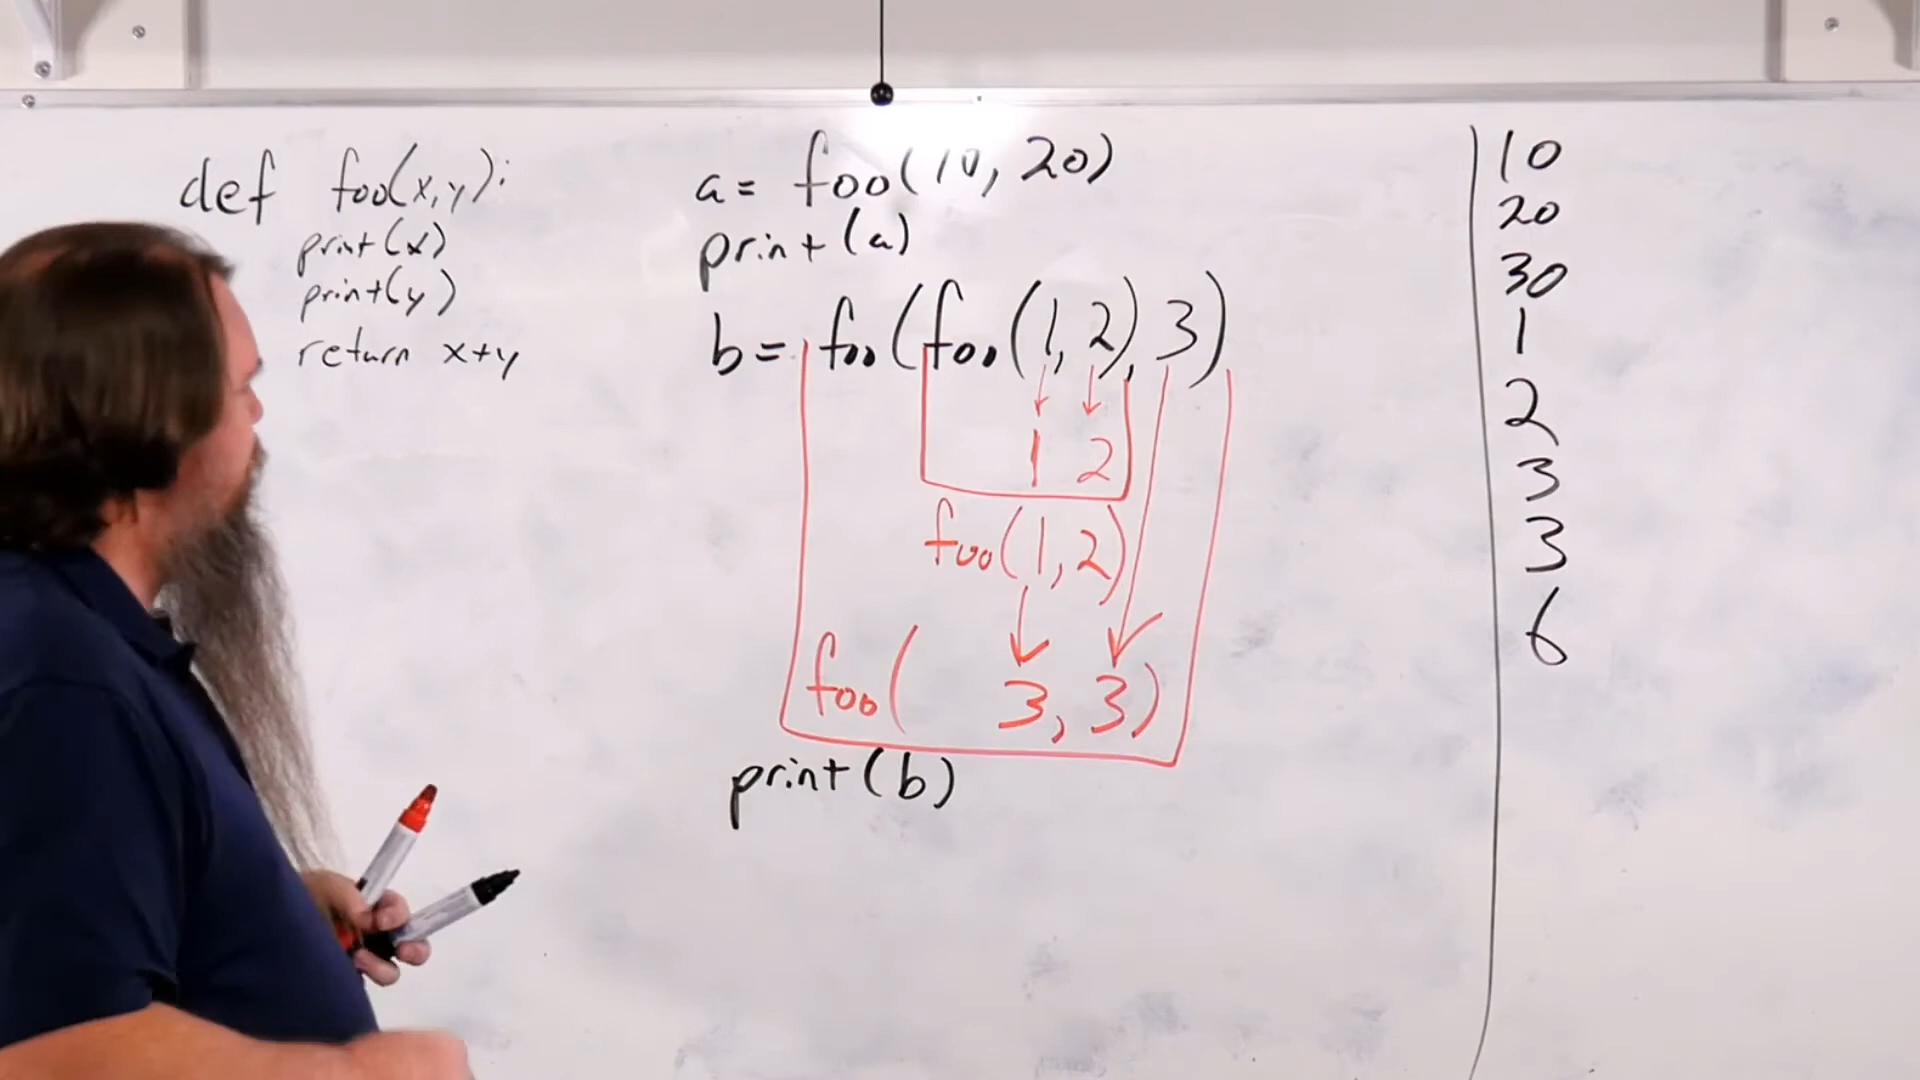 def foo(x,y):
print(x)
print(y)
return x+y
a = foo(10, 20)
print(a)
b = foo(foo(1,2),3)
1 2
foo(1,2)
foo( 3, 3)
print(b)
10
20
30
1
2
3
3
6